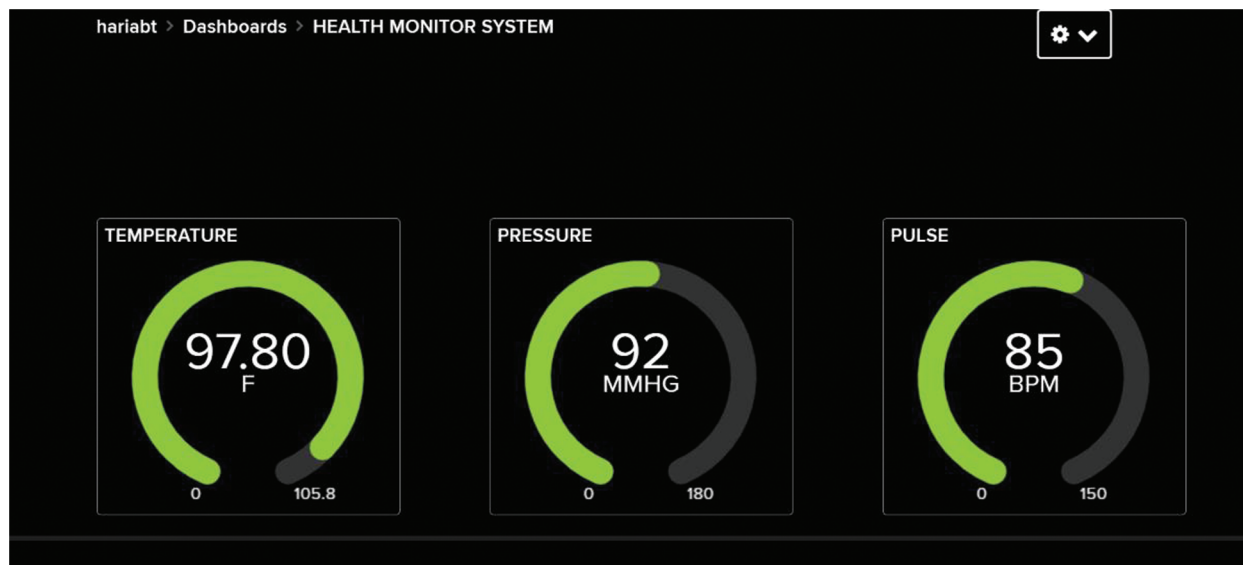 hariabt > Dashboards > HEALTH MONITOR SYSTEM
TEMPERATURE
97.80
F
0
105.8
PRESSURE
92
MMHG
0
180
PULSE
85
BPM
0
150